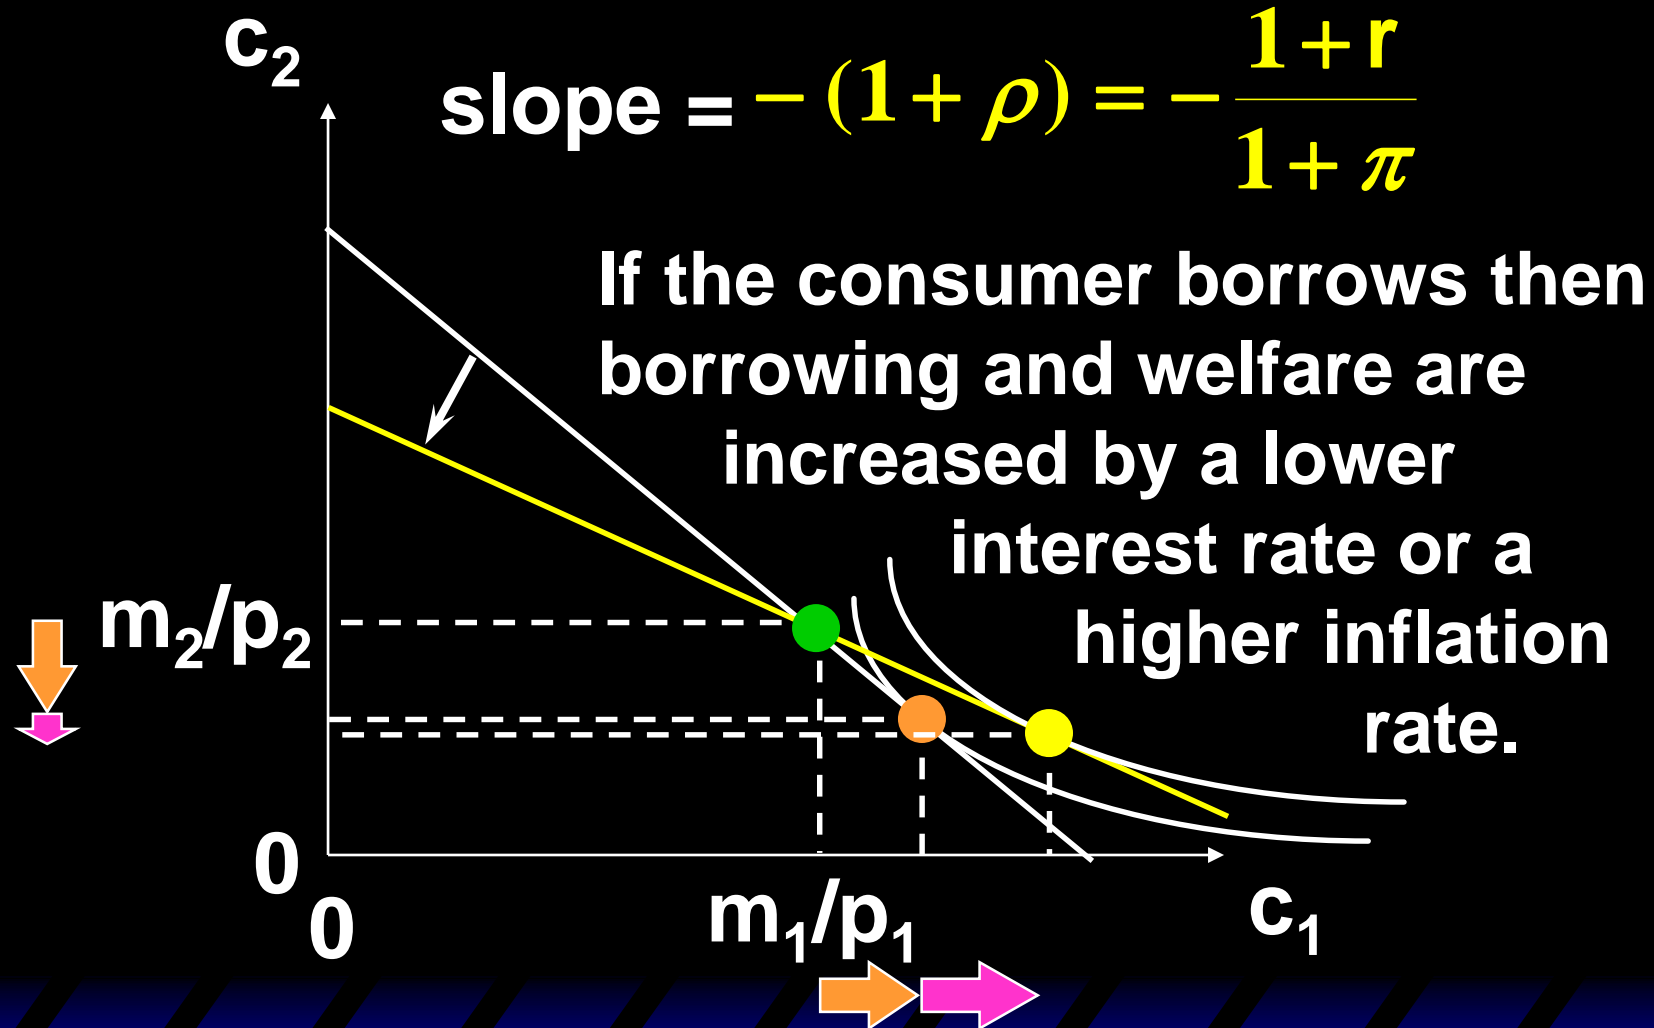 c₂
slope = − (1 + ρ) = − 1 + r / 1 + π
If the consumer borrows then
borrowing and welfare are
increased by a lower
interest rate or a
higher inflation
rate.
m₂/p₂
0
0
m₁/p₁
c₁